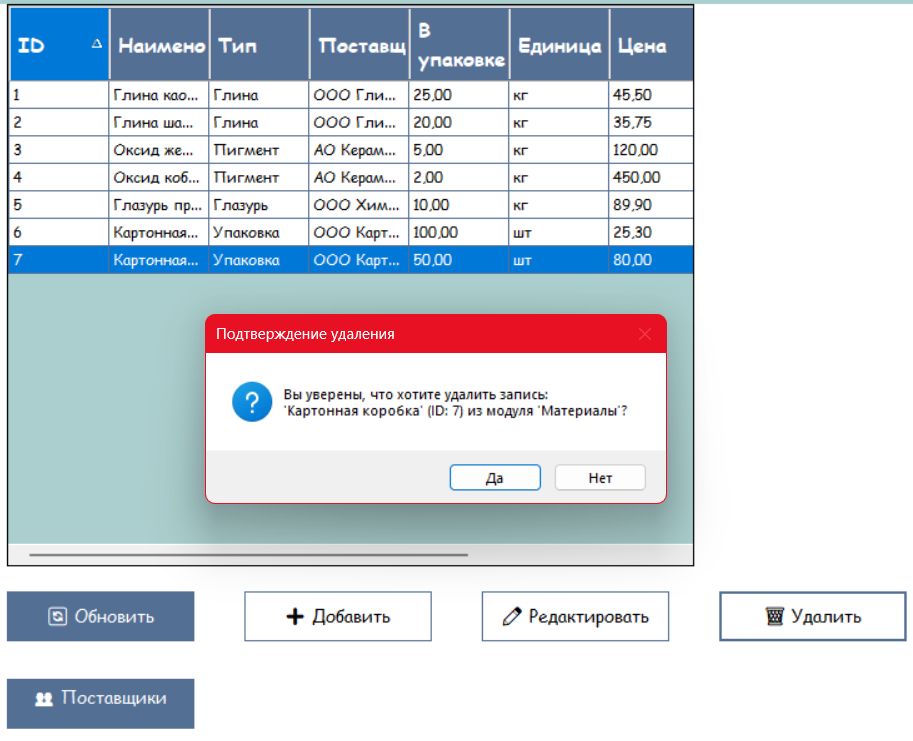 ID Наимено Тип Поставщ В упаковке Единица Цена
1 Глина као... Глина ООО Гли... 25,00 кг 45,50
2 Глина ша... Глина ООО Гли... 20,00 кг 35,75
3 Оксид же... Пигмент АО Керам... 5,00 кг 120,00
4 Оксид коб... Пигмент АО Керам... 2,00 кг 450,00
5 Глазурь пр... Глазурь ООО Хим... 10,00 кг 89,90
6 Картонная... Упаковка ООО Карт... 100,00 шт 25,30
7 Картонная... Упаковка ООО Карт... 50,00 шт 80,00
Подтверждение удаления
Вы уверены, что хотите удалить запись:
'Картонная коробка' (ID: 7) из модуля 'Материалы'?
Да Нет
Обновить Добавить Редактировать Удалить
Поставщики